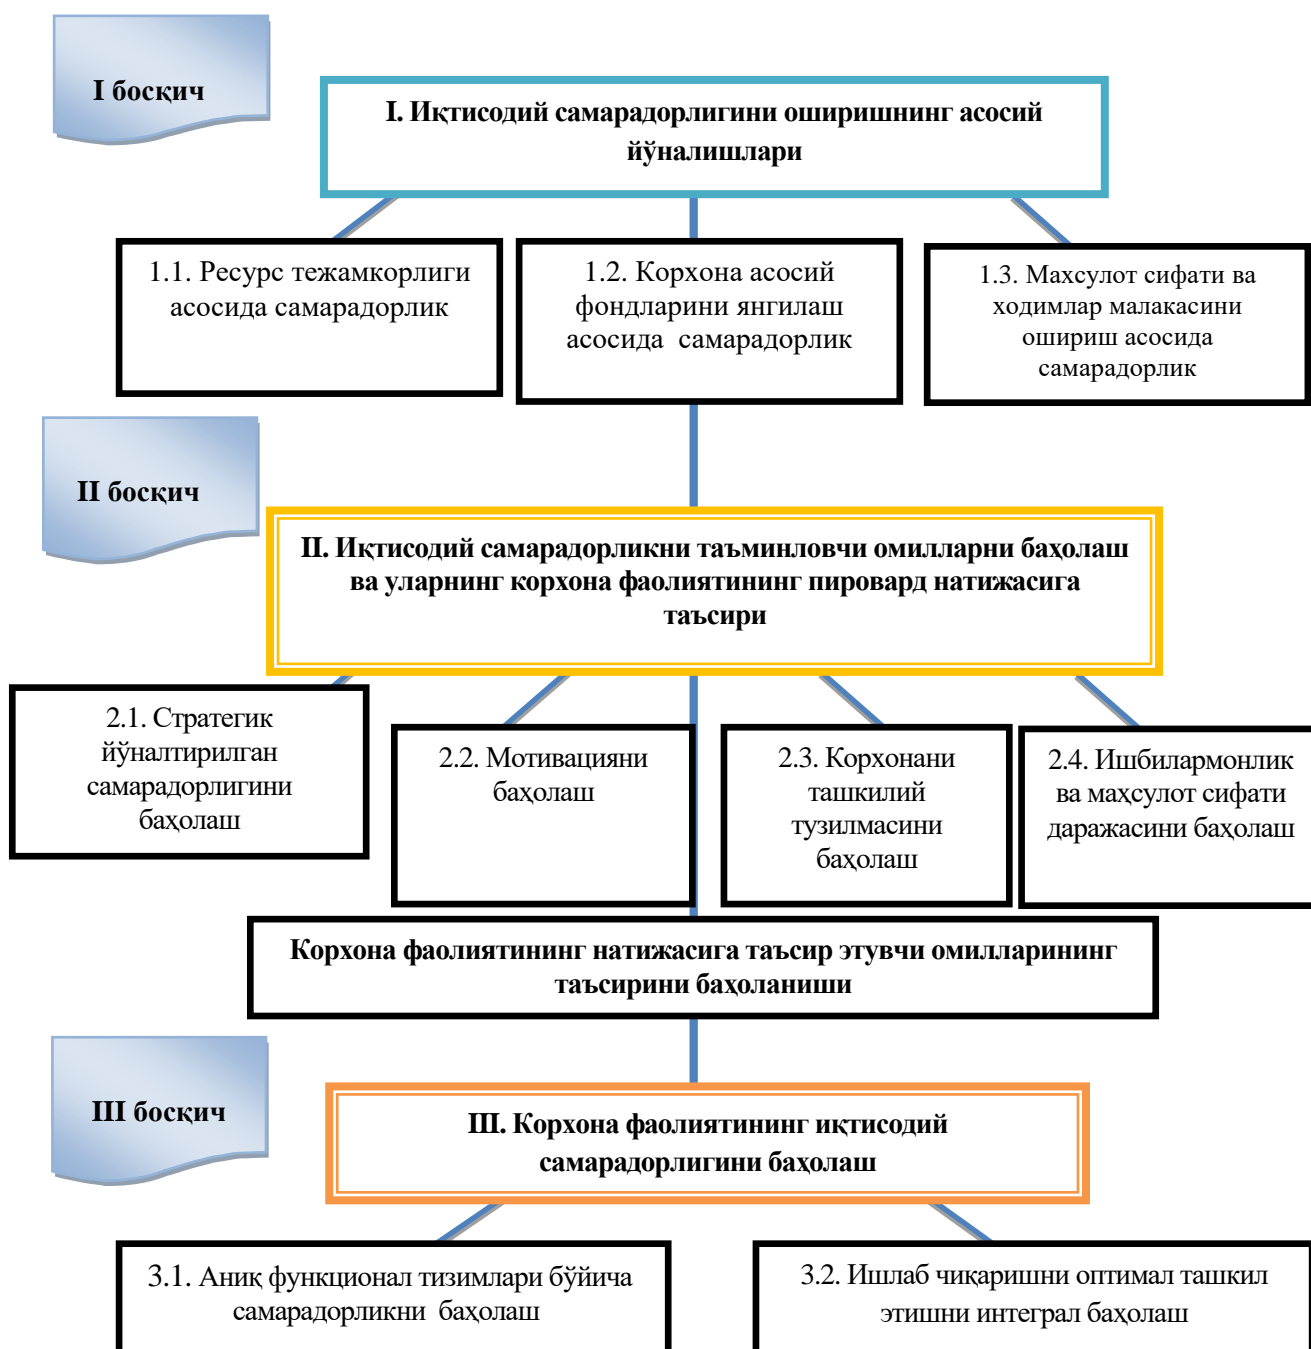 I босқич
I. Иқтисодий самарадорлигини оширишнинг асосий
йўналишлари
1.1. Ресурс тежамкорлиги
асосида самарадорлик
1.2. Корхона асосий
фондларини янгилаш
асосида самарадорлик
1.3. Махсулот сифати ва
ходимлар малакасини
ошириш асосида
самарадорлик
II босқич
II. Иқтисодий самарадорликни таъминловчи омилларни баҳолаш
ва уларнинг корхона фаолиятининг пировард натижасига
таъсири
2.1. Стратегик
йўналтирилган
самарадорлигини
баҳолаш
2.2. Мотивацияни
баҳолаш
2.3. Корхонани
ташкилий
тузилмасини
баҳолаш
2.4. Ишбилармонлик
ва маҳсулот сифати
даражасини баҳолаш
Корхона фаолиятининг натижасига таъсир этувчи омилларининг
таъсирини баҳоланиши
III босқич
III. Корхона фаолиятининг иқтисодий
самарадорлигини баҳолаш
3.1. Аниқ функционал тизимлари бўйича
самарадорликни баҳолаш
3.2. Ишлаб чиқаришни оптимал ташкил
этишни интеграл баҳолаш